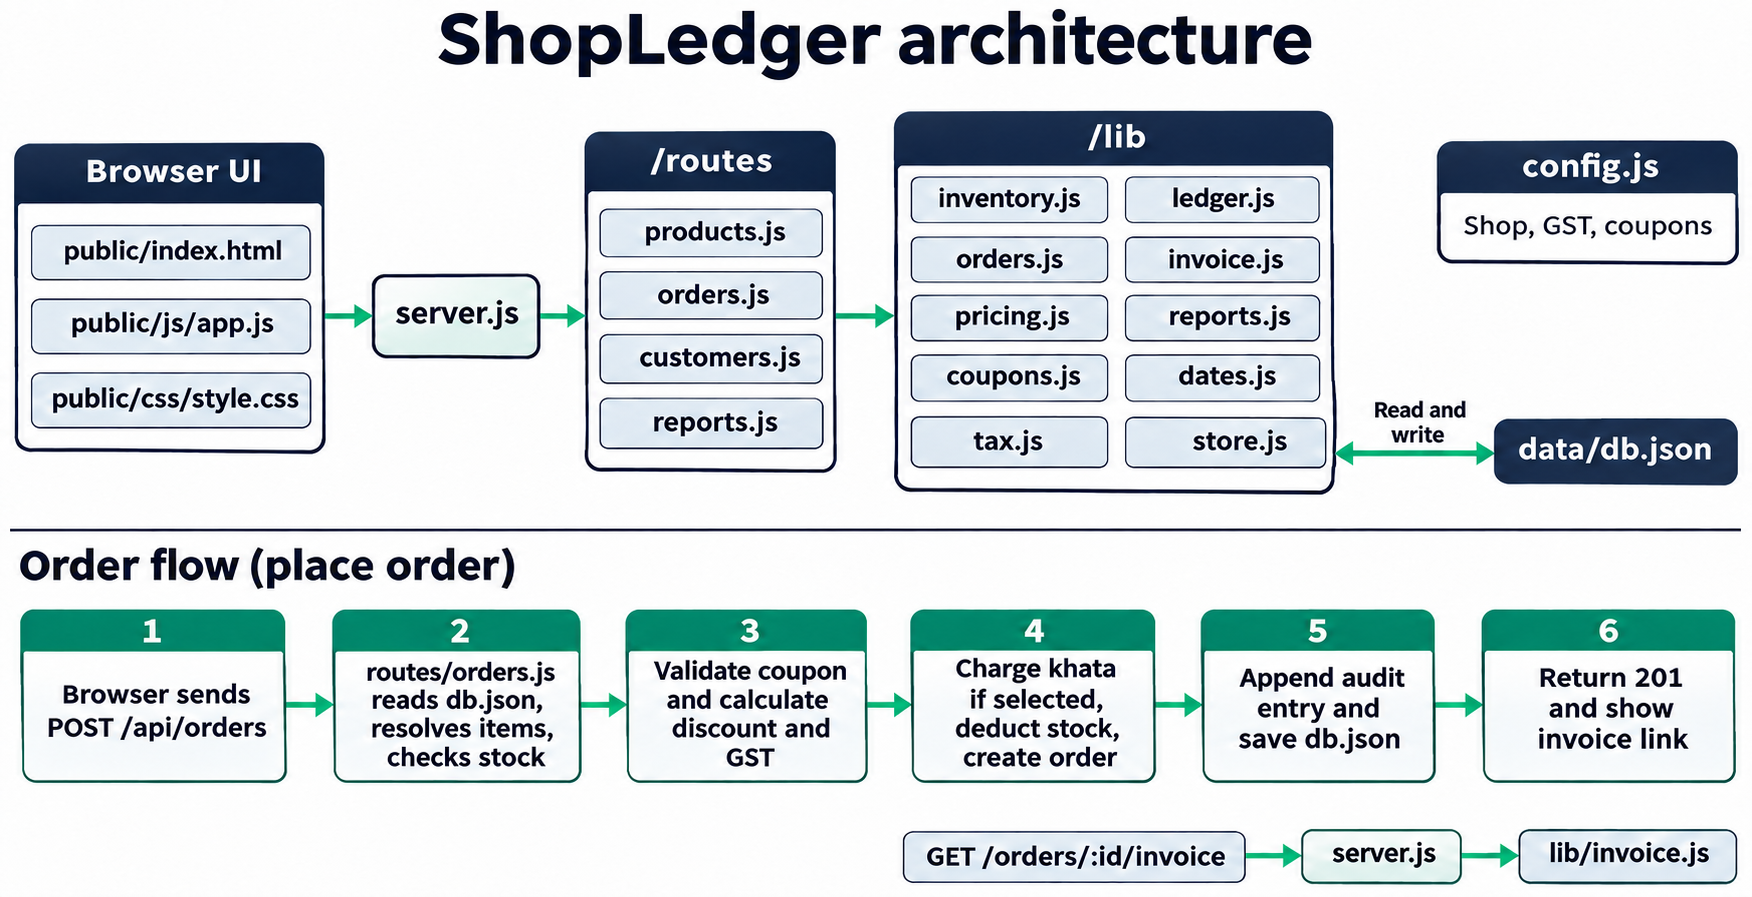 ShopLedger architecture
Browser UI
public/index.html
public/js/app.js
public/css/style.css
server.js
/routes
products.js
orders.js
customers.js
reports.js
/lib
inventory.js
ledger.js
orders.js
invoice.js
pricing.js
reports.js
coupons.js
dates.js
tax.js
store.js
config.js
Shop, GST, coupons
Read and
write
data/db.json
Order flow (place order)
1
Browser sends
POST /api/orders
2
routes/orders.js
reads db.json,
resolves items,
checks stock
3
Validate coupon
and calculate
discount and
GST
4
Charge khata
if selected,
deduct stock,
create order
5
Append audit
entry and
save db.json
6
Return 201
and show
invoice link
GET /orders/:id/invoice
server.js
lib/invoice.js